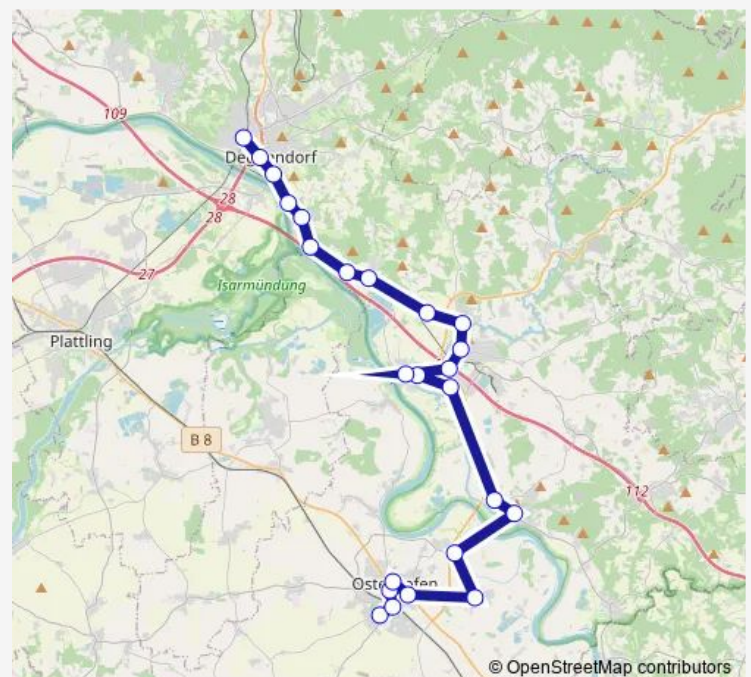 109
Deggendorf
28
28
27
Isarmündung
Plattling
B 8
112
Osterhofen
© OpenStreetMap contributors